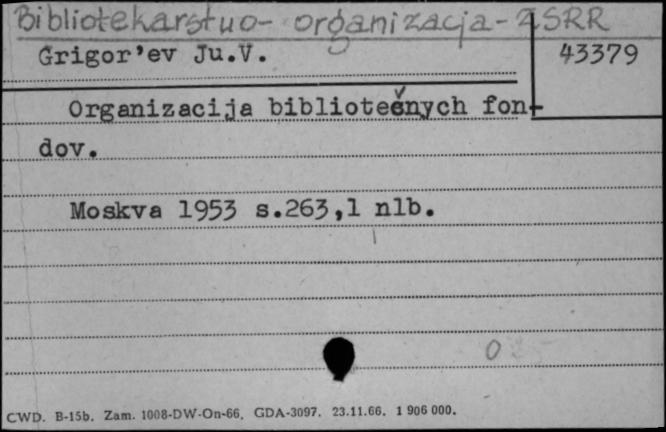 Bibliotekarstwo - organizacja - ZSRR
Grigor'ev Ju.V.
43379
Organizacija bibliotečnych fon-
dov.
Moskva 1953 s.263,1 nlb.
0
CWD. B-15b. Zam. 1008-DW-On-66, GDA-3097. 23.11.66. 1 906 000.